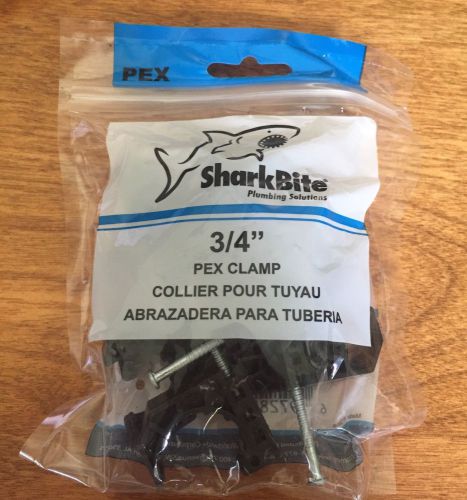 PEX
SharkBite
Plumbing Solutions
3/4”
PEX CLAMP
COLLIER POUR TUYAU
ABRAZADERA PARA TUBERIA